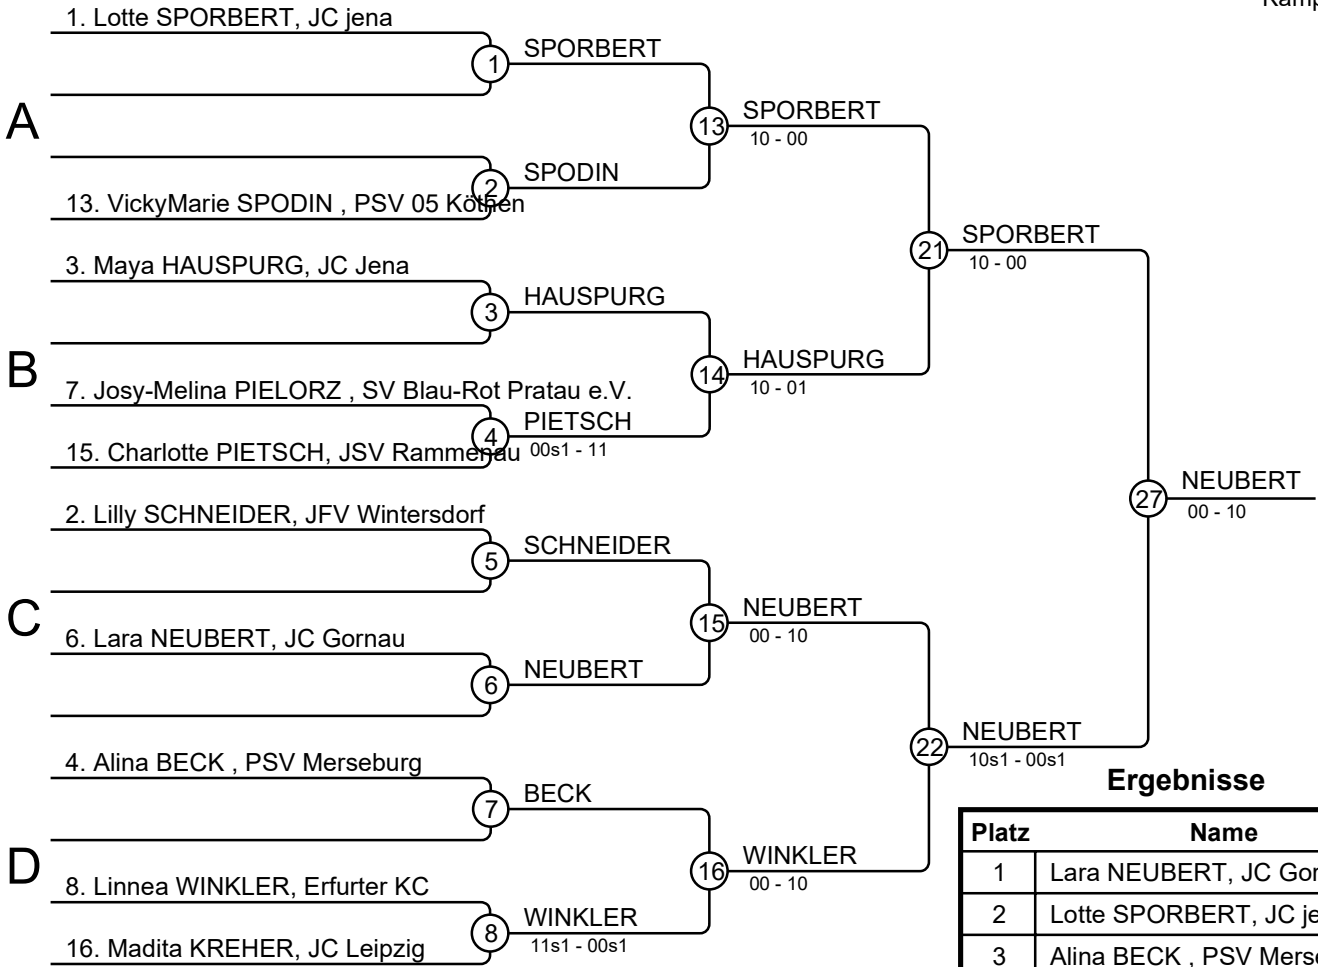 Kamp
1. Lotte SPORBERT, JC jena
1
SPORBERT
A
13
SPORBERT
10 - 00
2
SPODIN
13. VickyMarie SPODIN , PSV 05 Köthen
21
SPORBERT
10 - 00
3. Maya HAUSPURG, JC Jena
3
HAUSPURG
B
14
HAUSPURG
10 - 01
7. Josy-Melina PIELORZ , SV Blau-Rot Pratau e.V.
4
PIETSCH
00s1 - 11
15. Charlotte PIETSCH, JSV Rammenau
27
NEUBERT
00 - 10
2. Lilly SCHNEIDER, JFV Wintersdorf
5
SCHNEIDER
C
15
NEUBERT
00 - 10
6. Lara NEUBERT, JC Gornau
6
NEUBERT
22
NEUBERT
10s1 - 00s1
4. Alina BECK , PSV Merseburg
7
BECK
D
16
WINKLER
00 - 10
8. Linnea WINKLER, Erfurter KC
8
WINKLER
11s1 - 00s1
16. Madita KREHER, JC Leipzig
Ergebnisse
Platz Name
1 Lara NEUBERT, JC Gor
2 Lotte SPORBERT, JC je
3 Alina BECK , PSV Merse